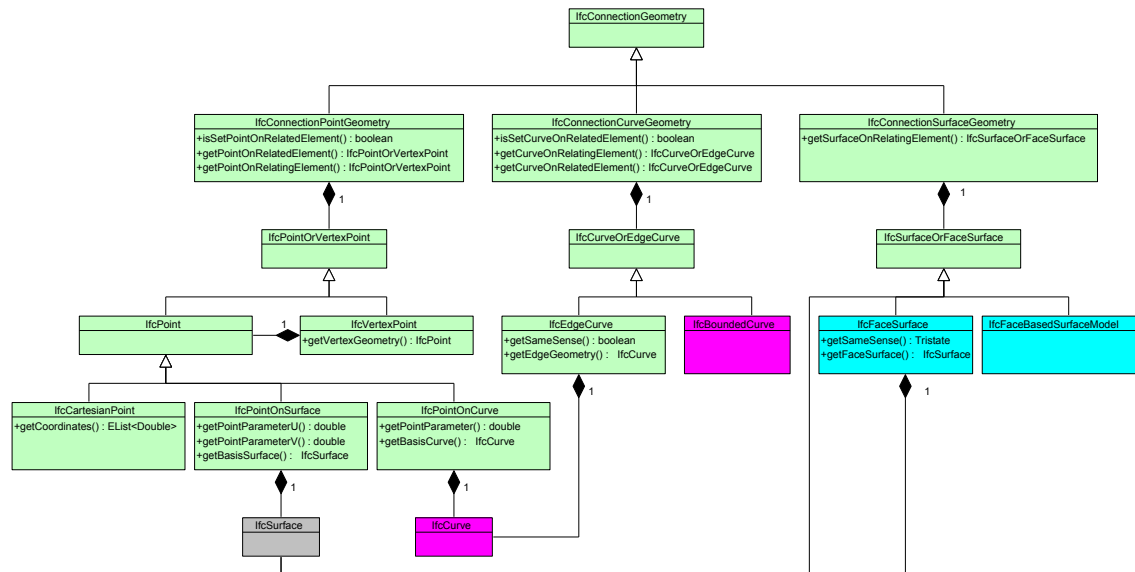 IfcConnectionGeometry
IfcConnectionPointGeometry
+isSetPointOnRelatedElement() : boolean
+getPointOnRelatedElement() : IfcPointOrVertexPoint
+getPointOnRelatingElement() : IfcPointOrVertexPoint
IfcConnectionCurveGeometry
+isSetCurveOnRelatedElement() : boolean
+getCurveOnRelatingElement() : IfcCurveOrEdgeCurve
+getCurveOnRelatedElement() : IfcCurveOrEdgeCurve
IfcConnectionSurfaceGeometry
+getSurfaceOnRelatingElement() : IfcSurfaceOrFaceSurface
1
1
1
IfcPointOrVertexPoint
IfcCurveOrEdgeCurve
IfcSurfaceOrFaceSurface
IfcPoint
1
IfcVertexPoint
+getVertexGeometry() : IfcPoint
IfcEdgeCurve
+getSameSense() : boolean
+getEdgeGeometry() : IfcCurve
IfcBoundedCurve
IfcFaceSurface
+getSameSense() : Tristate
+getFaceSurface() : IfcSurface
IfcFaceBasedSurfaceModel
1
1
IfcCartesianPoint
+getCoordinates() : EList<Double>
IfcPointOnSurface
+getPointParameterU() : double
+getPointParameterV() : double
+getBasisSurface() : IfcSurface
IfcPointOnCurve
+getPointParameter() : double
+getBasisCurve() : IfcCurve
1
1
IfcSurface
IfcCurve